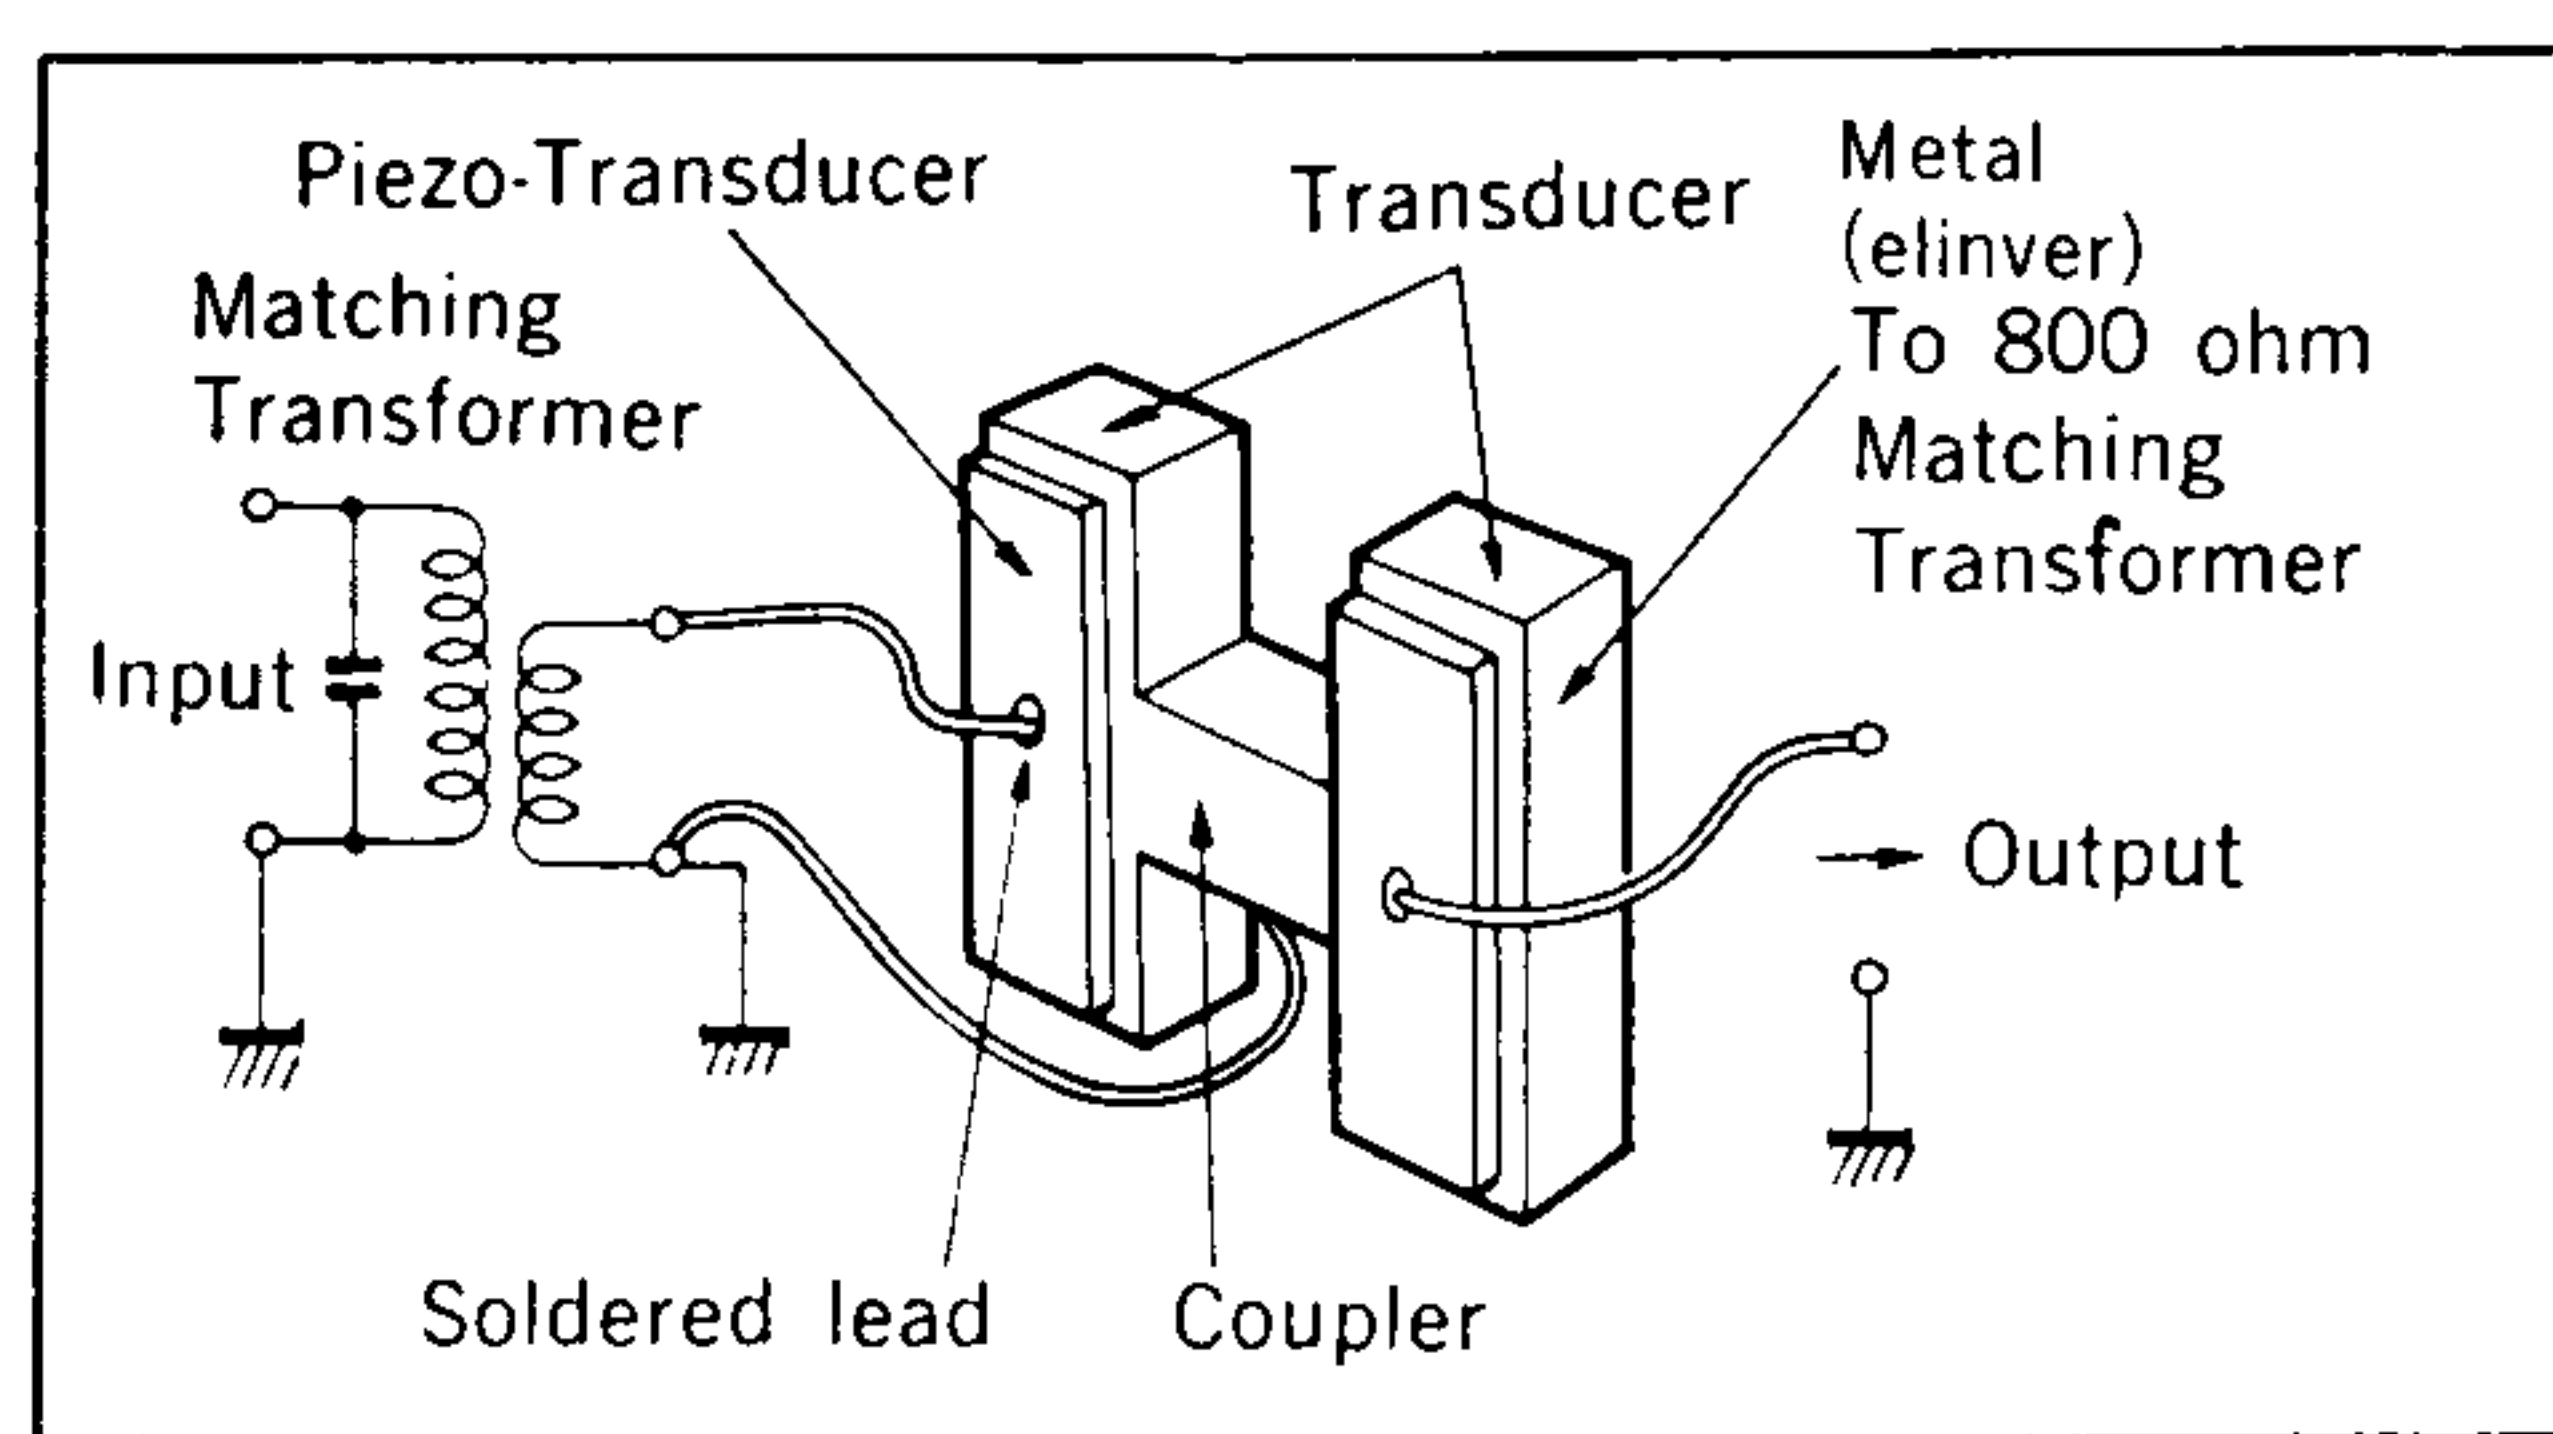 Piezo-Transducer
Transducer
Metal
(elinver)
To 800 ohm
Matching
Transformer
Matching
Transformer
Input
Output
Soldered lead
Coupler